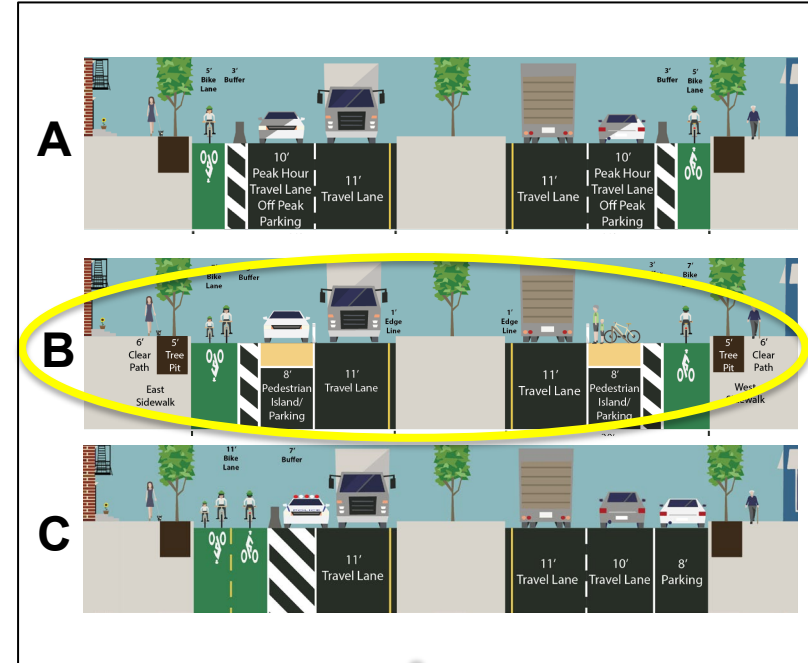 A
5'
Bike
Lane
3'
Buffer
10'
Peak Hour
Travel Lane
Off Peak
Parking
11'
Travel Lane
11'
Travel Lane
10'
Peak Hour
Travel Lane
Off Peak
Parking
3'
Buffer
5'
Bike
Lane
B
6'
Clear
Path
5'
Tree
Pit
East
Sidewalk
Bike
Lane
Buffer
8'
Pedestrian
Island/
Parking
11'
Travel Lane
1'
Edge
Line
1'
Edge
Line
11'
Travel Lane
8'
Pedestrian
Island/
Parking
3'
7'
Bike
5'
Tree
Pit
6'
Clear
Path
West
Sidewalk
C
11'
Bike
Lane
7'
Buffer
11'
Travel Lane
11'
Travel Lane
10'
Travel Lane
8'
Parking